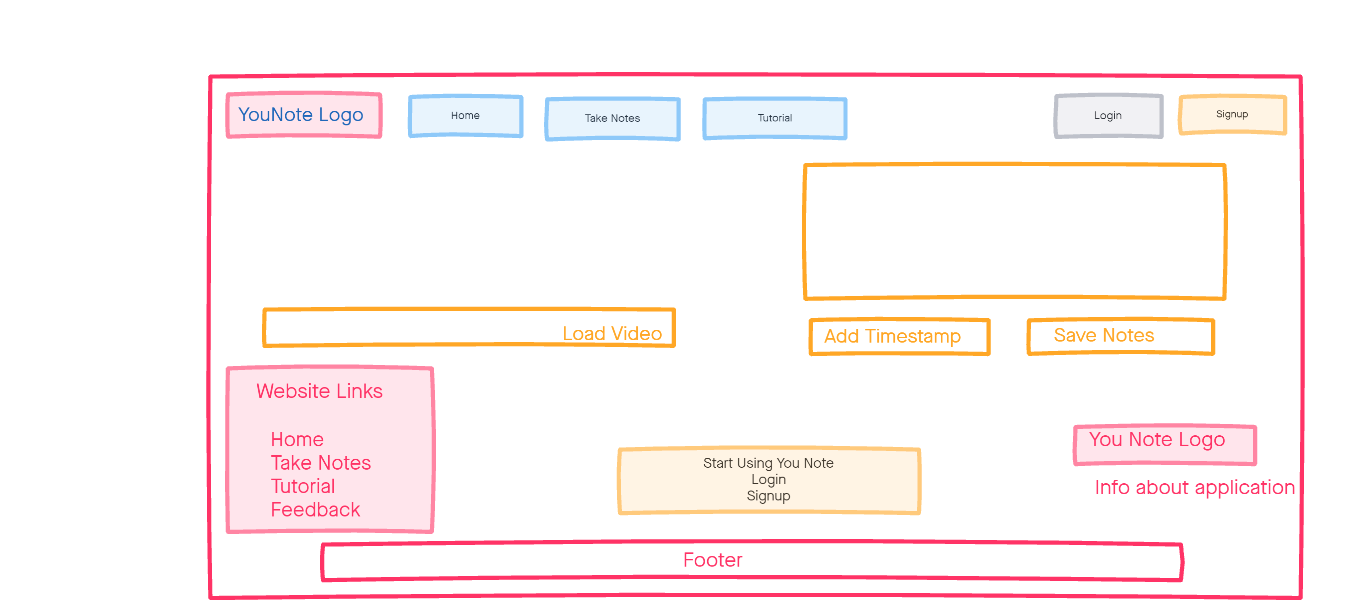 YouNote Logo
Home
Take Notes
Tutorial
Login
Signup
Load Video
Add Timestamp
Save Notes
Website Links
Home
Take Notes
Tutorial
Feedback
Start Using You Note
Login
Signup
You Note Logo
Info about application
Footer